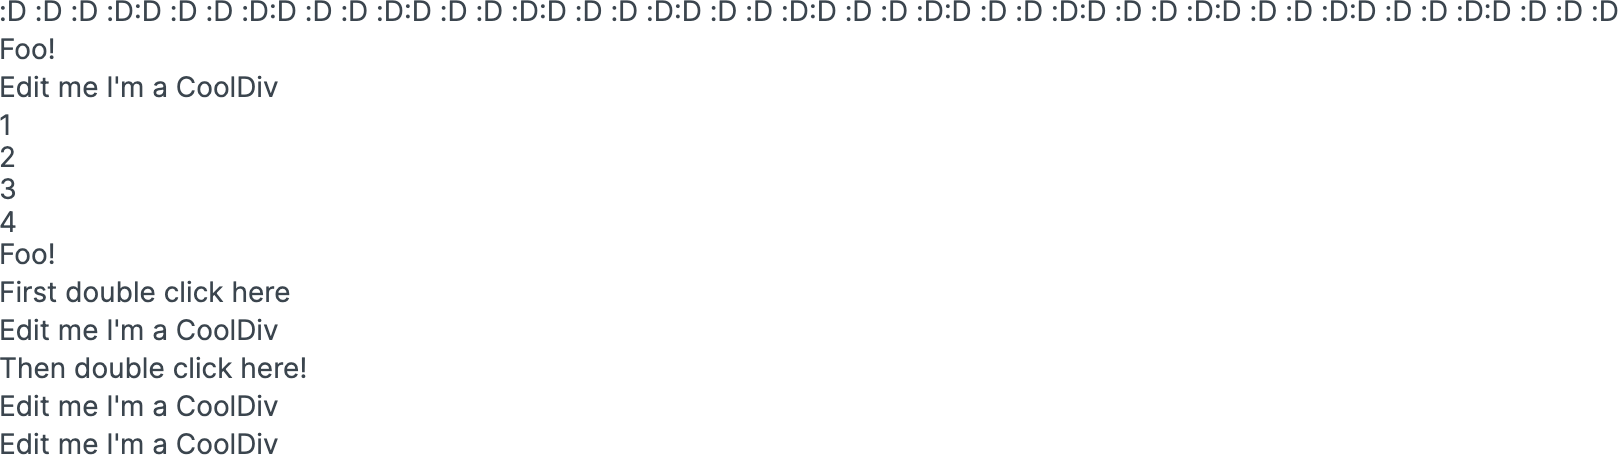 :D :D :D :D:D :D :D :D:D :D :D :D:D :D :D :D:D :D :D :D:D :D :D :D:D :D :D :D:D :D :D :D:D :D :D :D:D :D :D :D:D :D :D :D:D :D :D :D
Foo!
Edit me I'm a CoolDiv
1
2
3
4
Foo!
First double click here
Edit me I'm a CoolDiv
Then double click here!
Edit me I'm a CoolDiv
Edit me I'm a CoolDiv